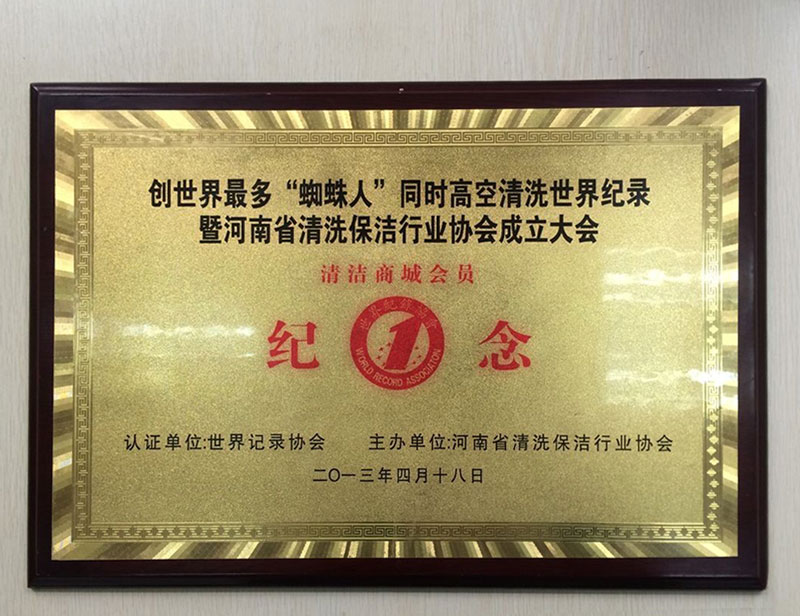 创世界最多“蜘蛛人”同时高空清洗世界纪录
暨河南省清洗保洁行业协会成立大会
清洁商城会员
纪 1 念
世界纪录协会
WORLD RECORD ASSOCIATION
认证单位:世界记录协会 主办单位:河南省清洗保洁行业协会
二〇一三年四月十八日